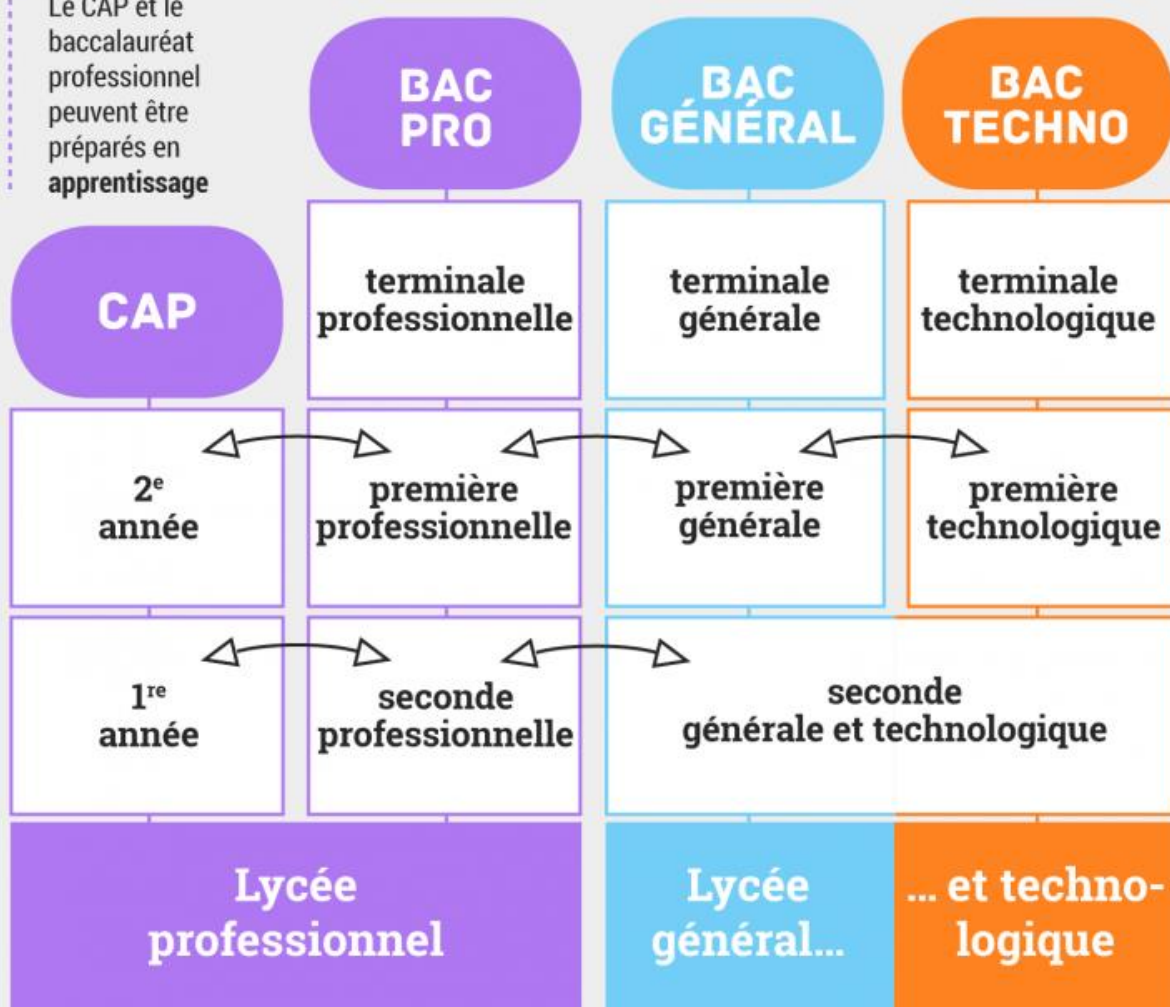 Le CAP et le
baccalauréat
professionnel
peuvent être
préparés en
apprentissage
BAC
PRO
BAC
GÉNÉRAL
BAC
TECHNO
CAP
terminale
professionnelle
terminale
générale
terminale
technologique
2e
année
première
professionnelle
première
générale
première
technologique
1re
année
seconde
professionnelle
seconde
générale et technologique
Lycée
professionnel
Lycée
général...
... et techno-
logique